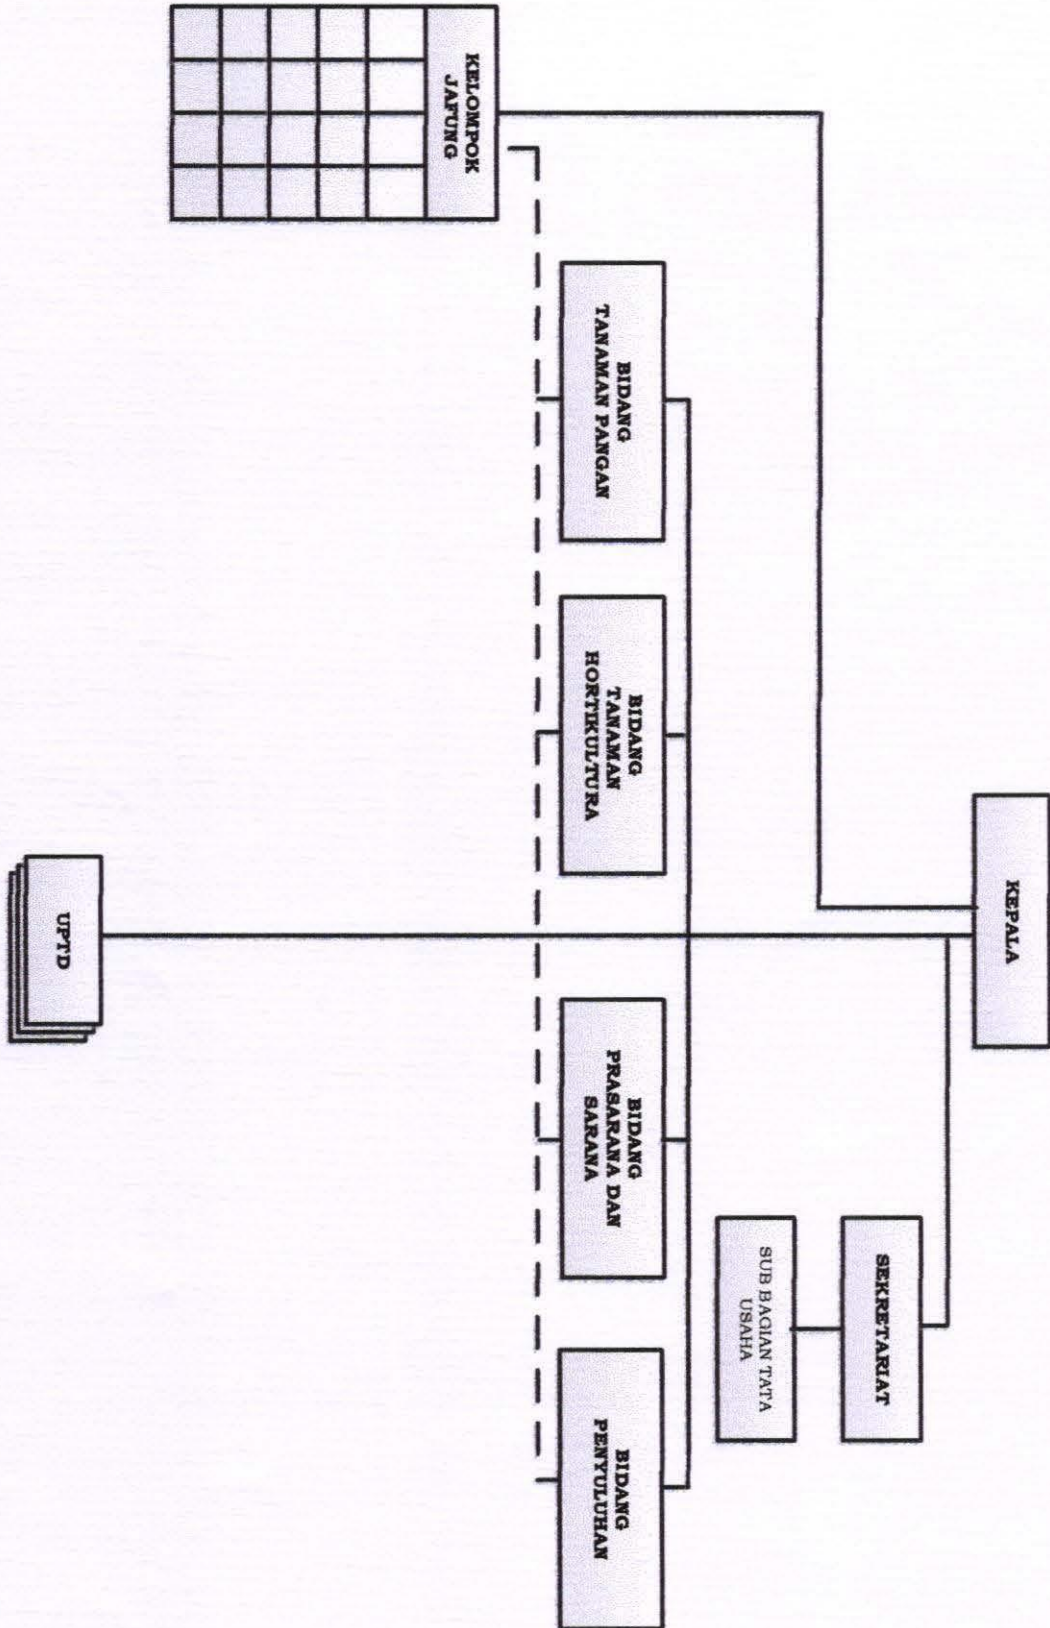 KEPALA
SEKRETARIAT
SUB BAGIAN TATA
USAHA
KELOMPOK
JAFUNG
BIDANG
TANAMAN PANGAN
BIDANG
TANAMAN
HORTIKULTURA
BIDANG
PRASARANA DAN
SARANA
BIDANG
PENYULUHAN
UPTD